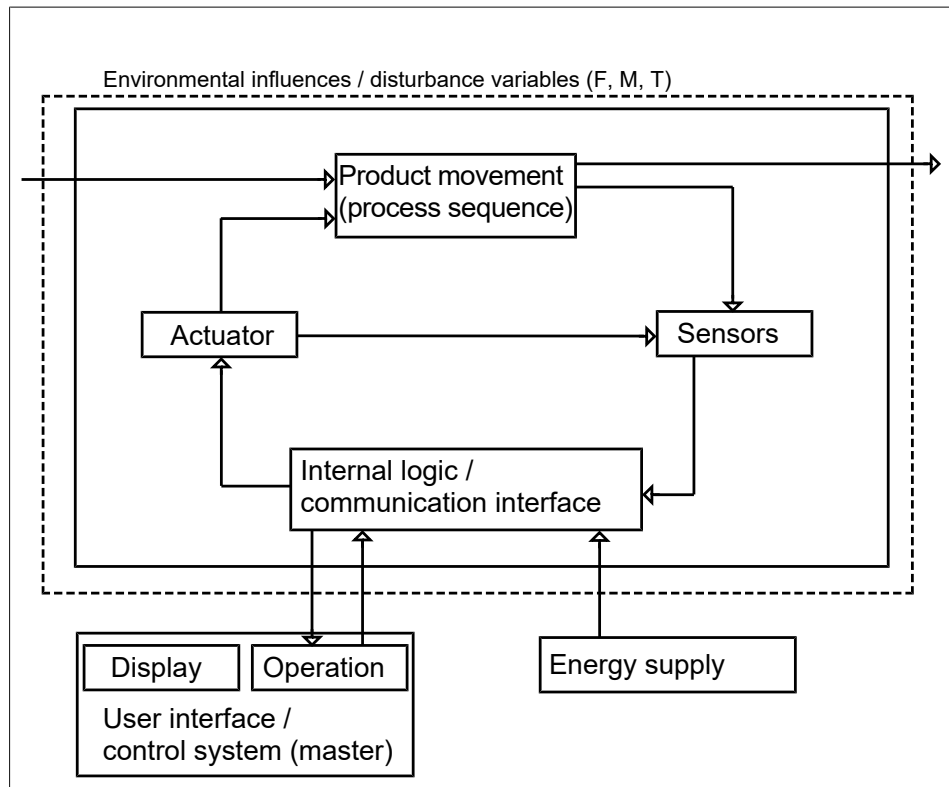 Environmental influences / disturbance variables (F, M, T)
Product movement
(process sequence)
Actuator
Sensors
Internal logic /
communication interface
Display
Operation
Energy supply
User interface /
control system (master)